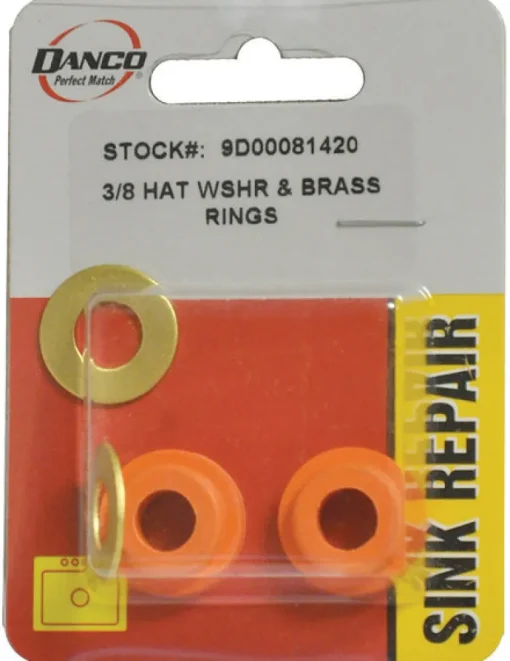 DANCO
Perfect Match
®
STOCK#: 9D00081420
3/8 HAT WSHR & BRASS
RINGS
SINK REPAIR